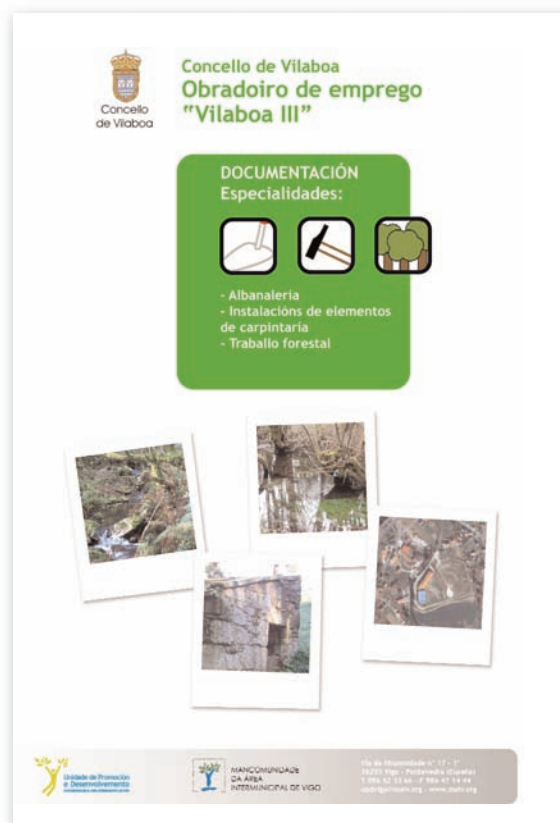 Concello
de Vilaboa
Concello de Vilaboa
Obradoiro de emprego
"Vilaboa III"
DOCUMENTACIÓN
Especialidades:
- Albanalería
- Instalacións de elementos
de carpintaría
- Traballo forestal
Unidade de Promoción
e Desenvolvemento
MANCOMUNIDADE
DA ÁREA
INTERMUNICIPAL DE VIGO